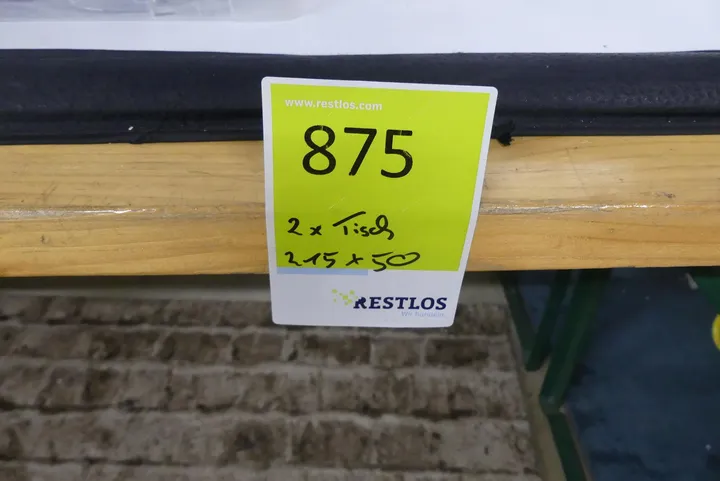 www.restlos.com
875
2 x Tisch
215 x 50
RESTLOS